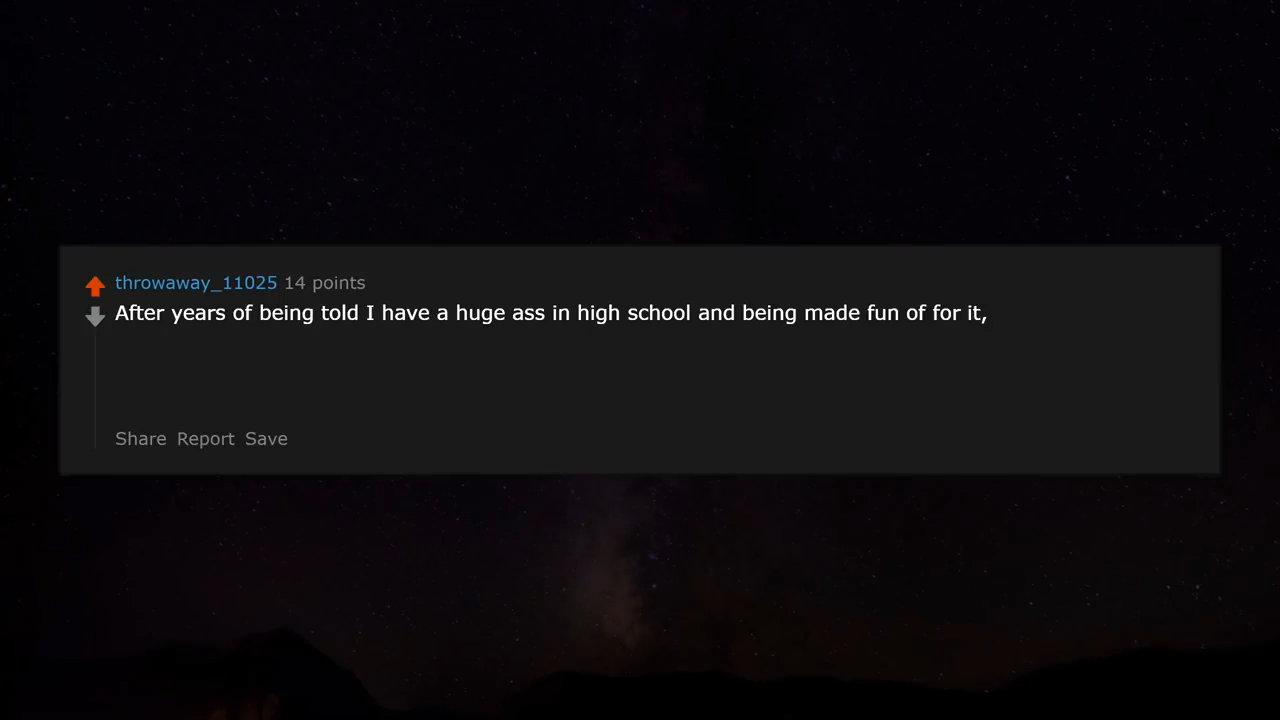 throwaway_11025 14 points
After years of being told I have a huge ass in high school and being made fun of for it,
Share Report Save